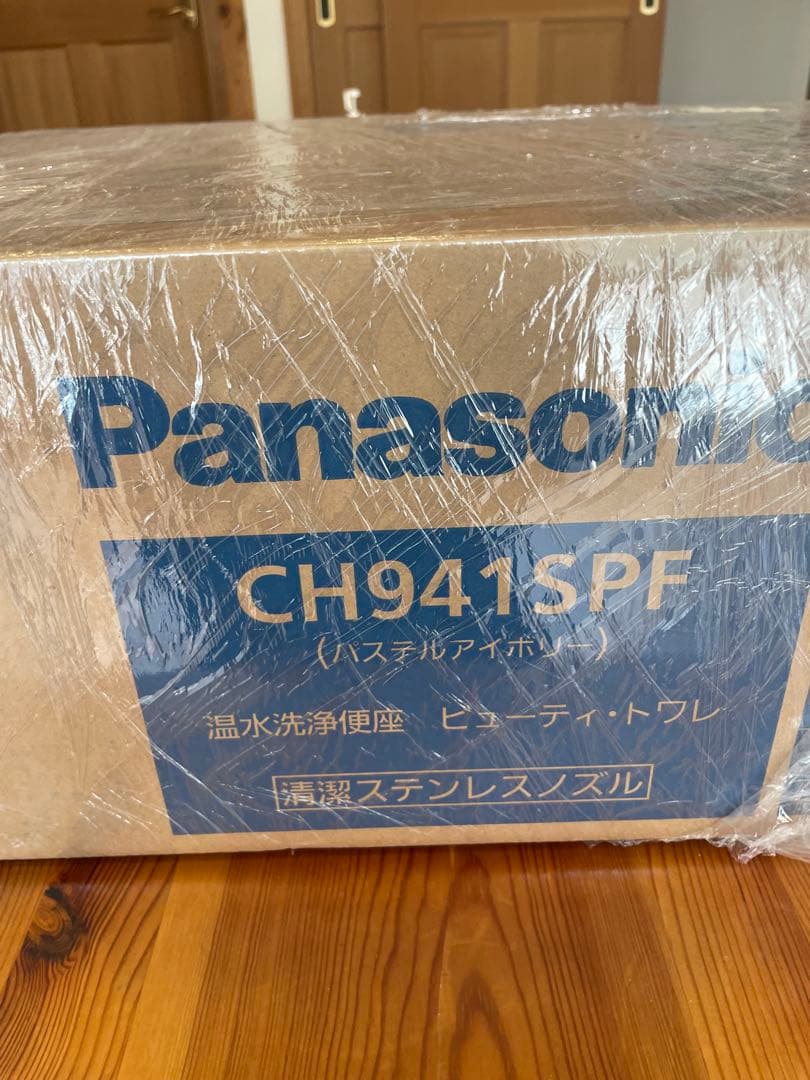 Panasonic
CH941SPF
(パステルアイボリー)
温水洗浄便座 ビューティ・トワレ
清潔ステンレスノズル